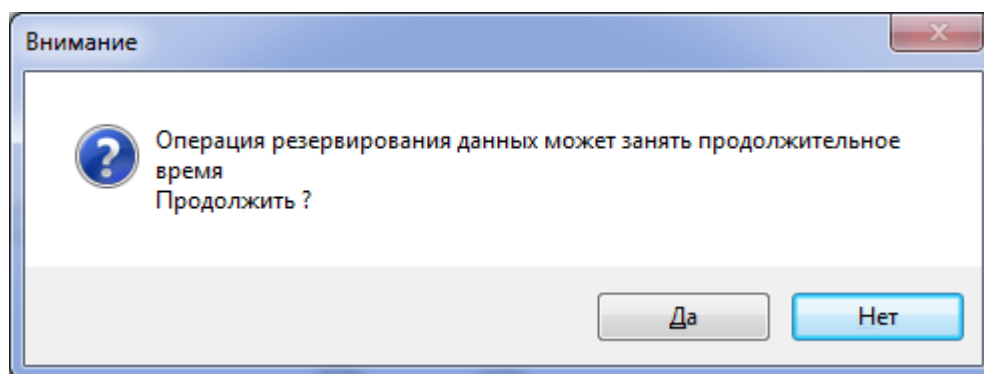 Внимание
Операция резервирования данных может занять продолжительное
время
Продолжить ?
Да
Нет